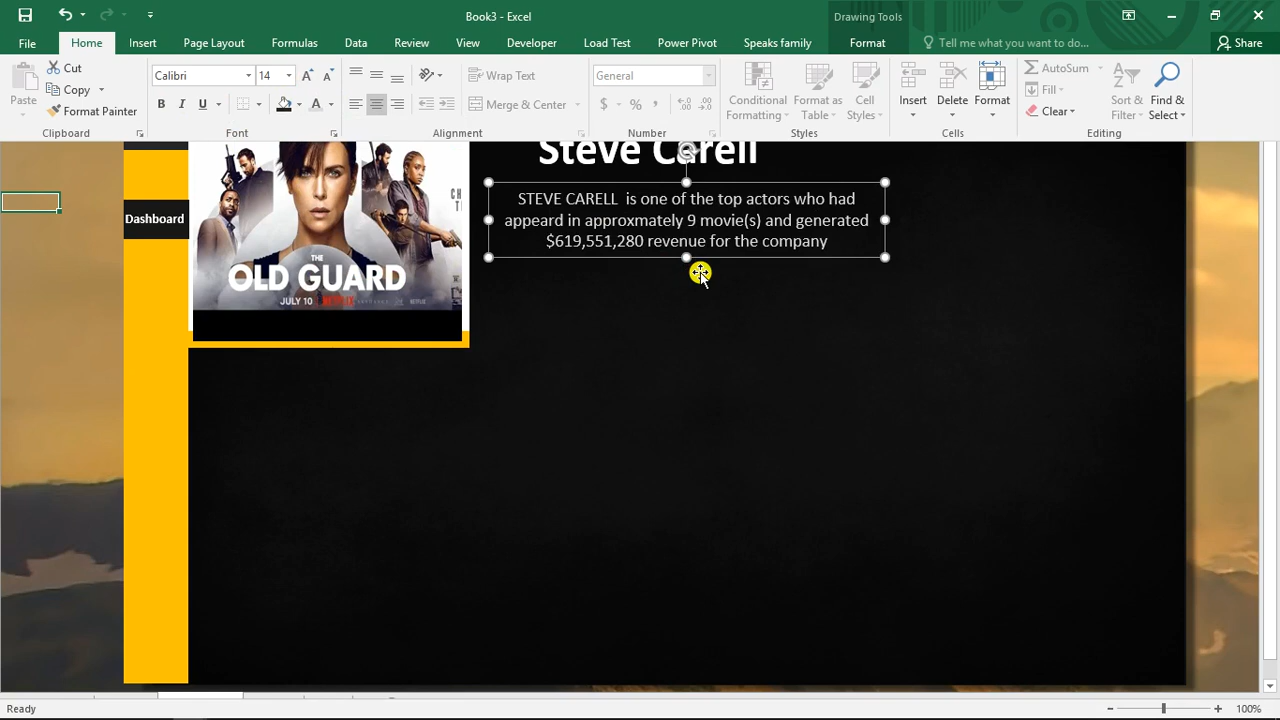 Book3 - Excel
Drawing Tools
File
Home
Insert
Page Layout
Formulas
Data
Review
View
Developer
Load Test
Power Pivot
Speaks family
Format
Tell me what you want to do...
Share
Paste
Cut
Copy
Format Painter
Clipboard
Calibri
14
B I U
Font
Wrap Text
Merge & Center
Alignment
General
$ %
Number
Conditional
Formatting
Format as
Table
Cell
Styles
Styles
Insert
Delete
Format
Cells
AutoSum
Fill
Clear
Sort &
Filter
Find &
Select
Editing
Dashboard
THE
OLD GUARD
JULY 10
NETFLIX
Steve Carell
STEVE CARELL is one of the top actors who had
appeard in approxmately 9 movie(s) and generated
$619,551,280 revenue for the company
Ready
100%